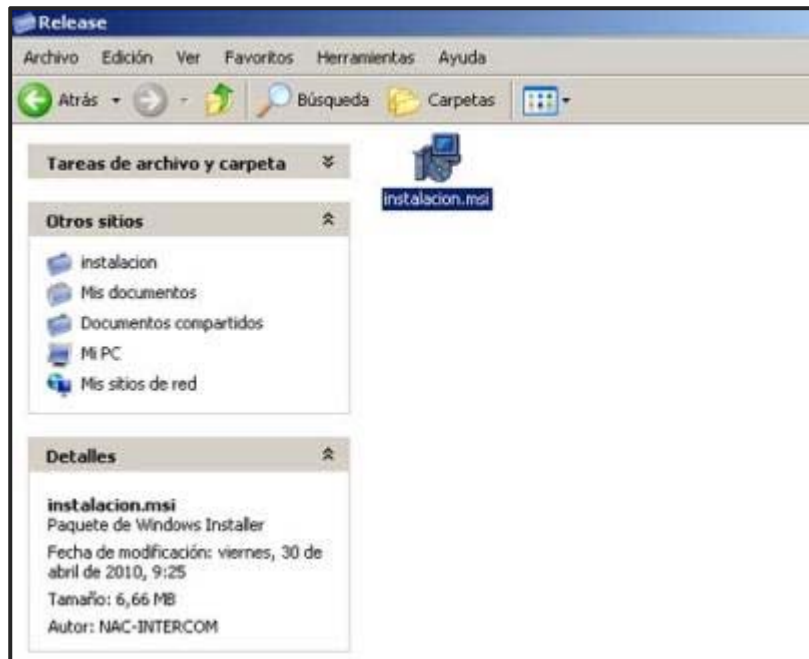 Release
Archivo Edición Ver Favoritos Herramientas Ayuda
Atrás Búsqueda Carpetas
Tareas de archivo y carpeta
instalacion.msi
Otros sitios
instalacion
Mis documentos
Documentos compartidos
Mi PC
Mis sitios de red
Detalles
instalacion.msi
Paquete de Windows Installer
Fecha de modificación: viernes, 30 de
abril de 2010, 9:25
Tamaño: 6,66 MB
Autor: NAC-INTERCOM